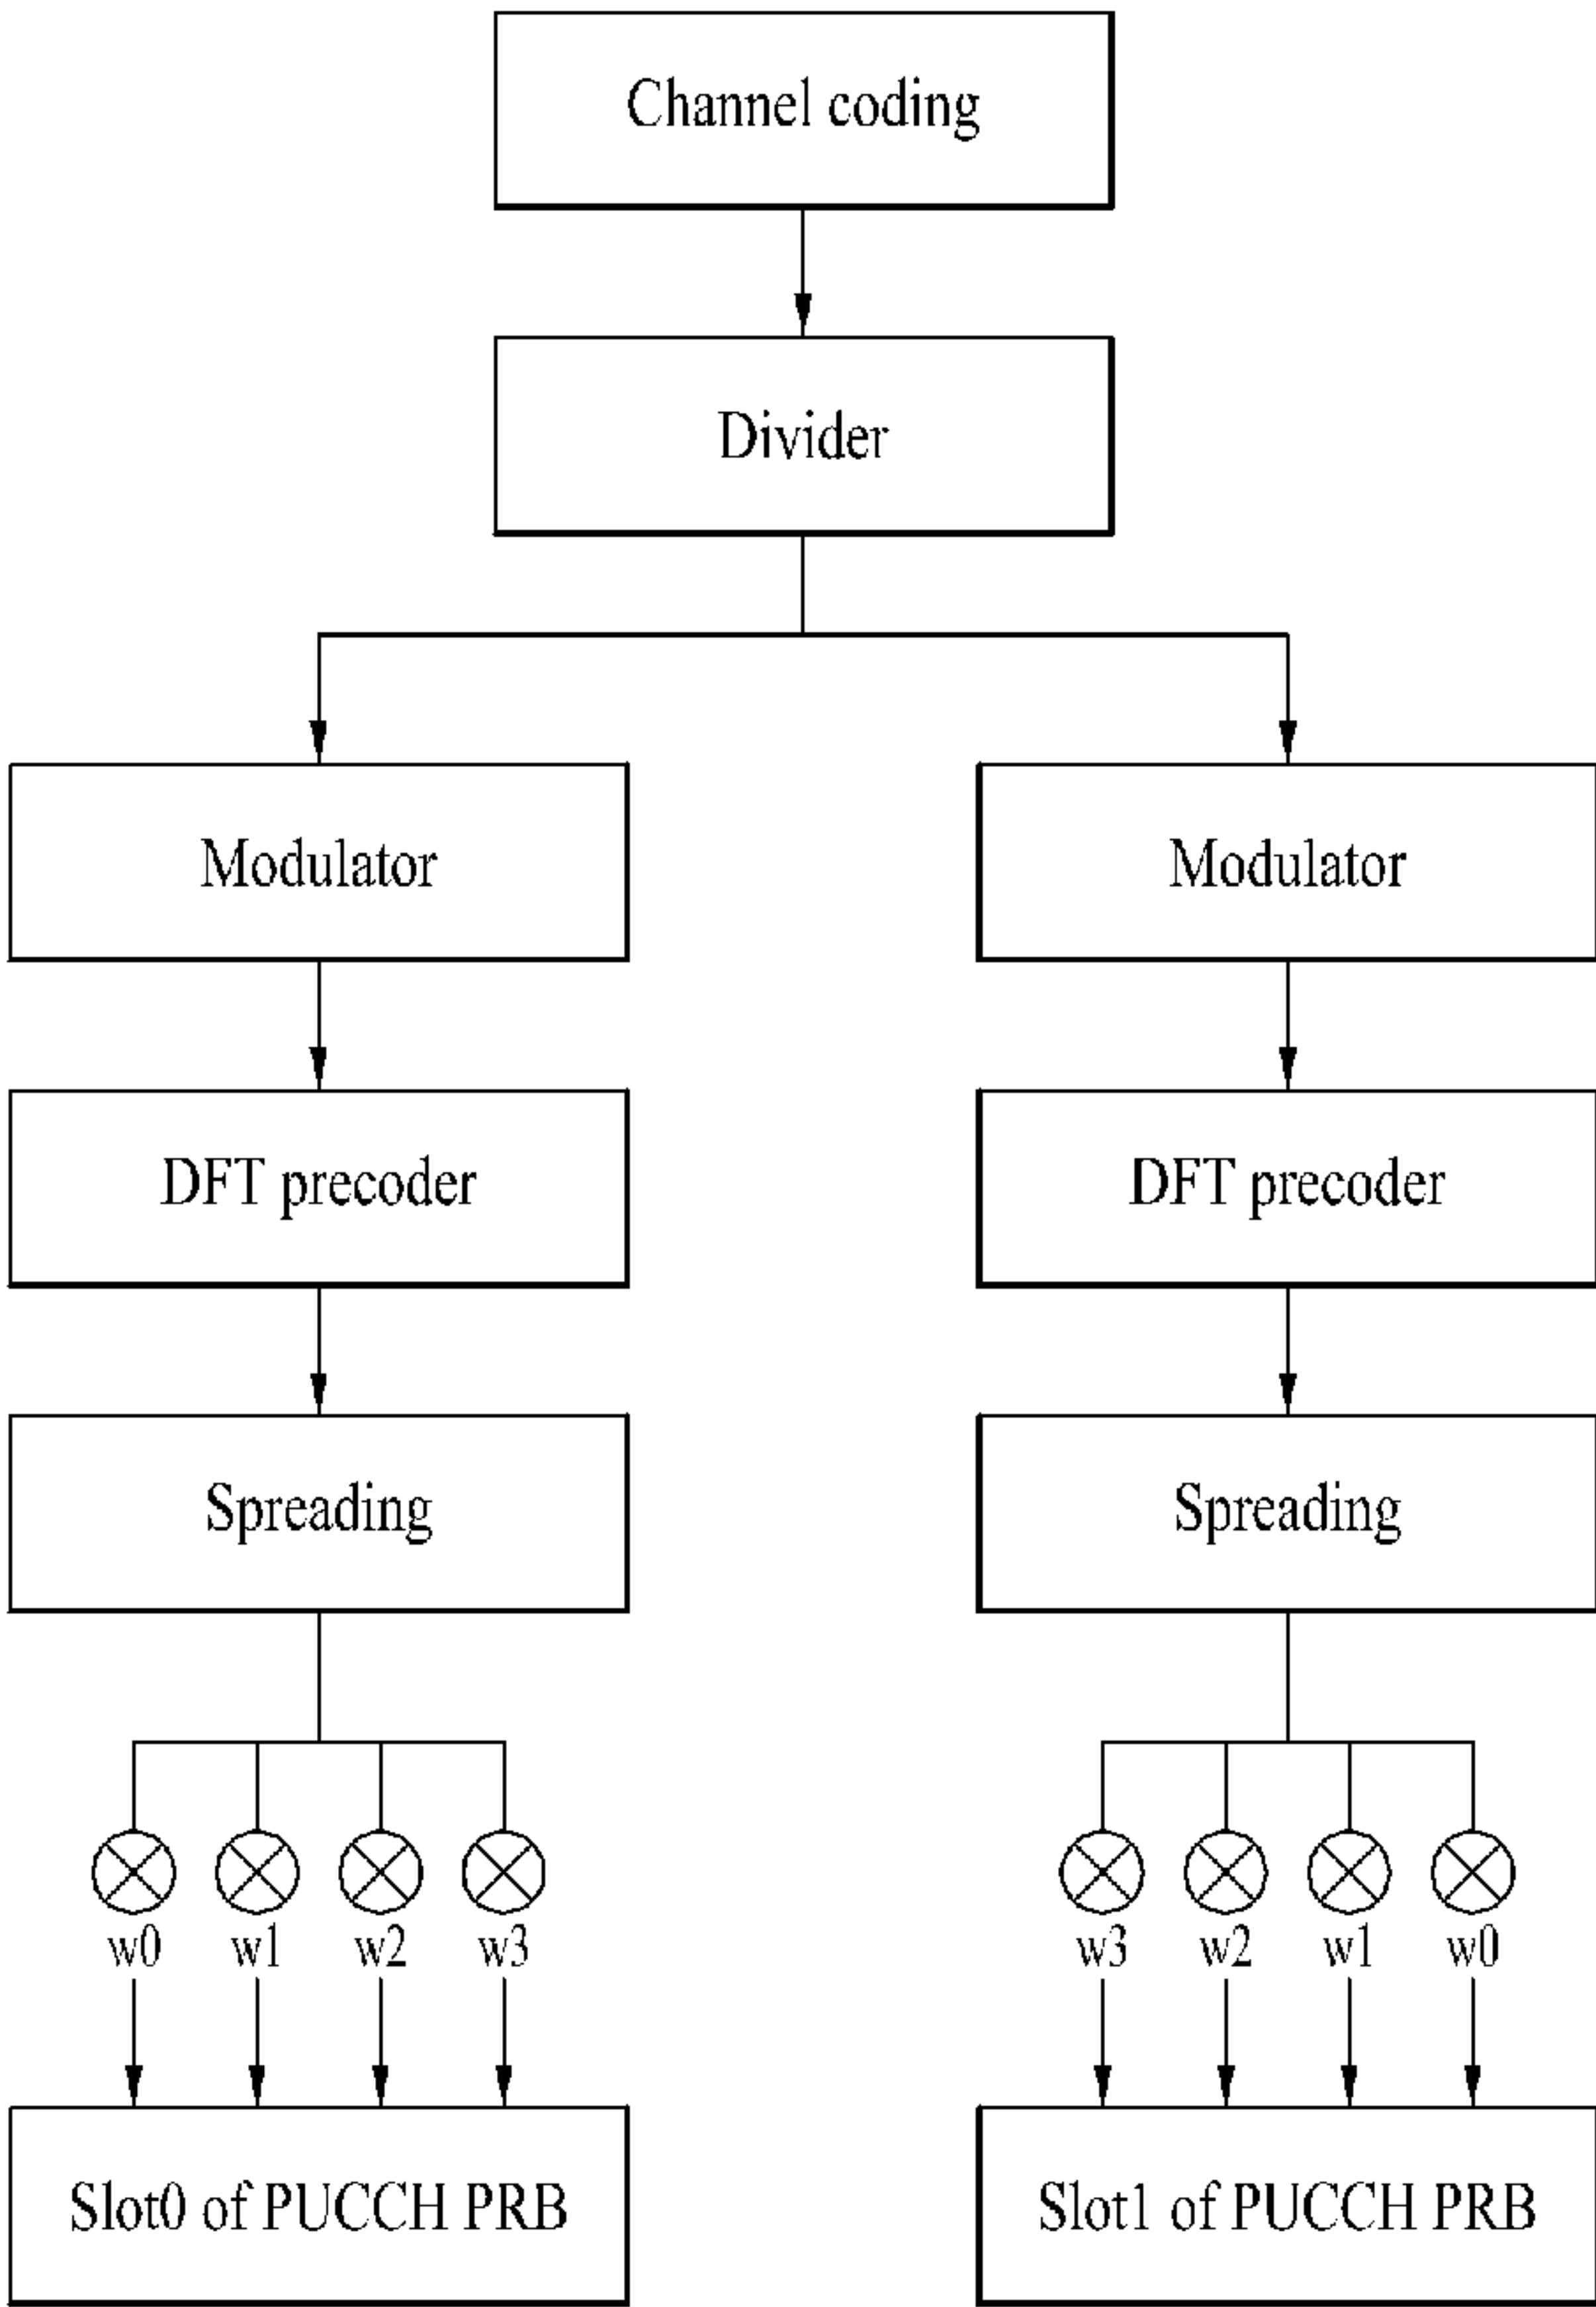 Channel coding
Divider
Modulator
Modulator
DFT precoder
DFT precoder
Spreading
Spreading
w0 w1 w2 w3
w3 w2 w1 w0
Slot0 of PUCCH PRB
Slot1 of PUCCH PRB